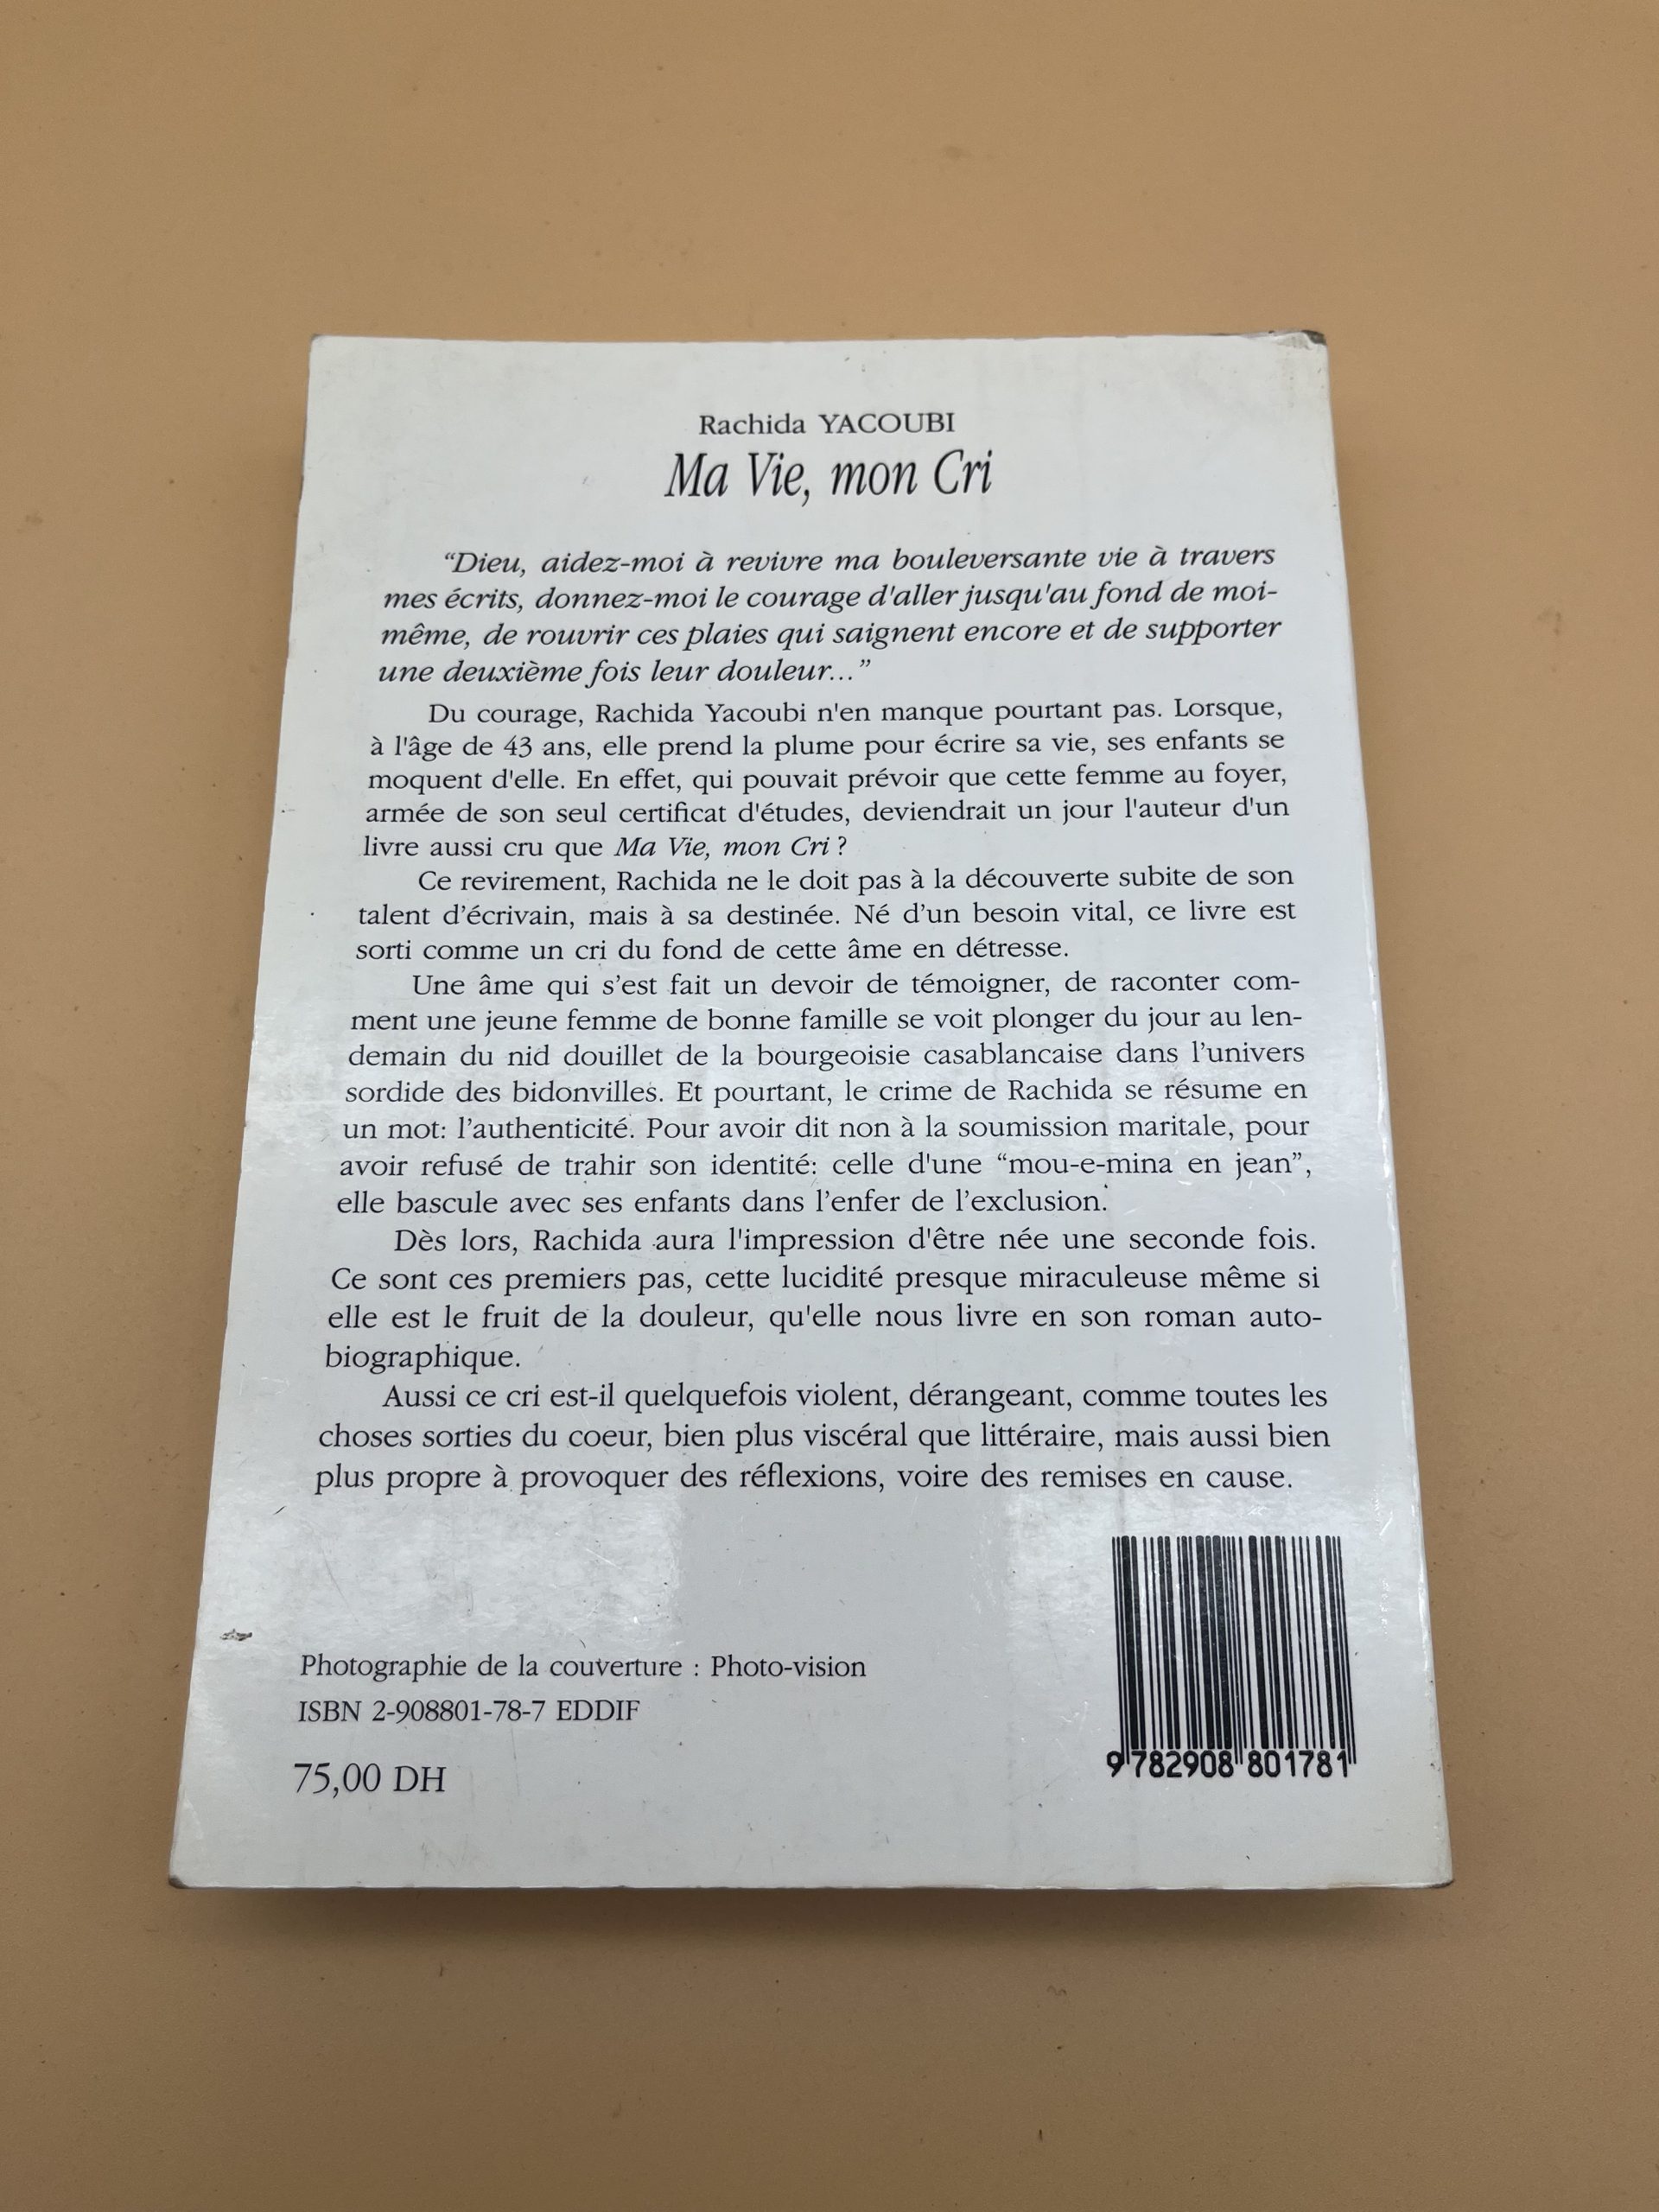 Rachida YACOUBI
Ma Vie, mon Cri
“Dieu, aidez-moi à revivre ma bouleversante vie à travers
mes écrits, donnez-moi le courage d'aller jusqu'au fond de moi-
même, de rouvrir ces plaies qui saignent encore et de supporter
une deuxième fois leur douleur...”
Du courage, Rachida Yacoubi n'en manque pourtant pas. Lorsque,
à l'âge de 43 ans, elle prend la plume pour écrire sa vie, ses enfants se
moquent d'elle. En effet, qui pouvait prévoir que cette femme au foyer,
armée de son seul certificat d'études, deviendrait un jour l'auteur d'un
livre aussi cru que Ma Vie, mon Cri ?
Ce revirement, Rachida ne le doit pas à la découverte subite de son
talent d’écrivain, mais à sa destinée. Né d’un besoin vital, ce livre est
sorti comme un cri du fond de cette âme en détresse.
Une âme qui s’est fait un devoir de témoigner, de raconter com-
ment une jeune femme de bonne famille se voit plonger du jour au len-
demain du nid douillet de la bourgeoisie casablancaise dans l’univers
sordide des bidonvilles. Et pourtant, le crime de Rachida se résume en
un mot: l’authenticité. Pour avoir dit non à la soumission maritale, pour
avoir refusé de trahir son identité: celle d'une “mou-e-mina en jean”,
elle bascule avec ses enfants dans l’enfer de l’exclusion.
Dès lors, Rachida aura l'impression d'être née une seconde fois.
Ce sont ces premiers pas, cette lucidité presque miraculeuse même si
elle est le fruit de la douleur, qu'elle nous livre en son roman auto-
biographique.
Aussi ce cri est-il quelquefois violent, dérangeant, comme toutes les
choses sorties du coeur, bien plus viscéral que littéraire, mais aussi bien
plus propre à provoquer des réflexions, voire des remises en cause.
Photographie de la couverture : Photo-vision
ISBN 2-908801-78-7 EDDIF
75,00 DH
9 782908 801781